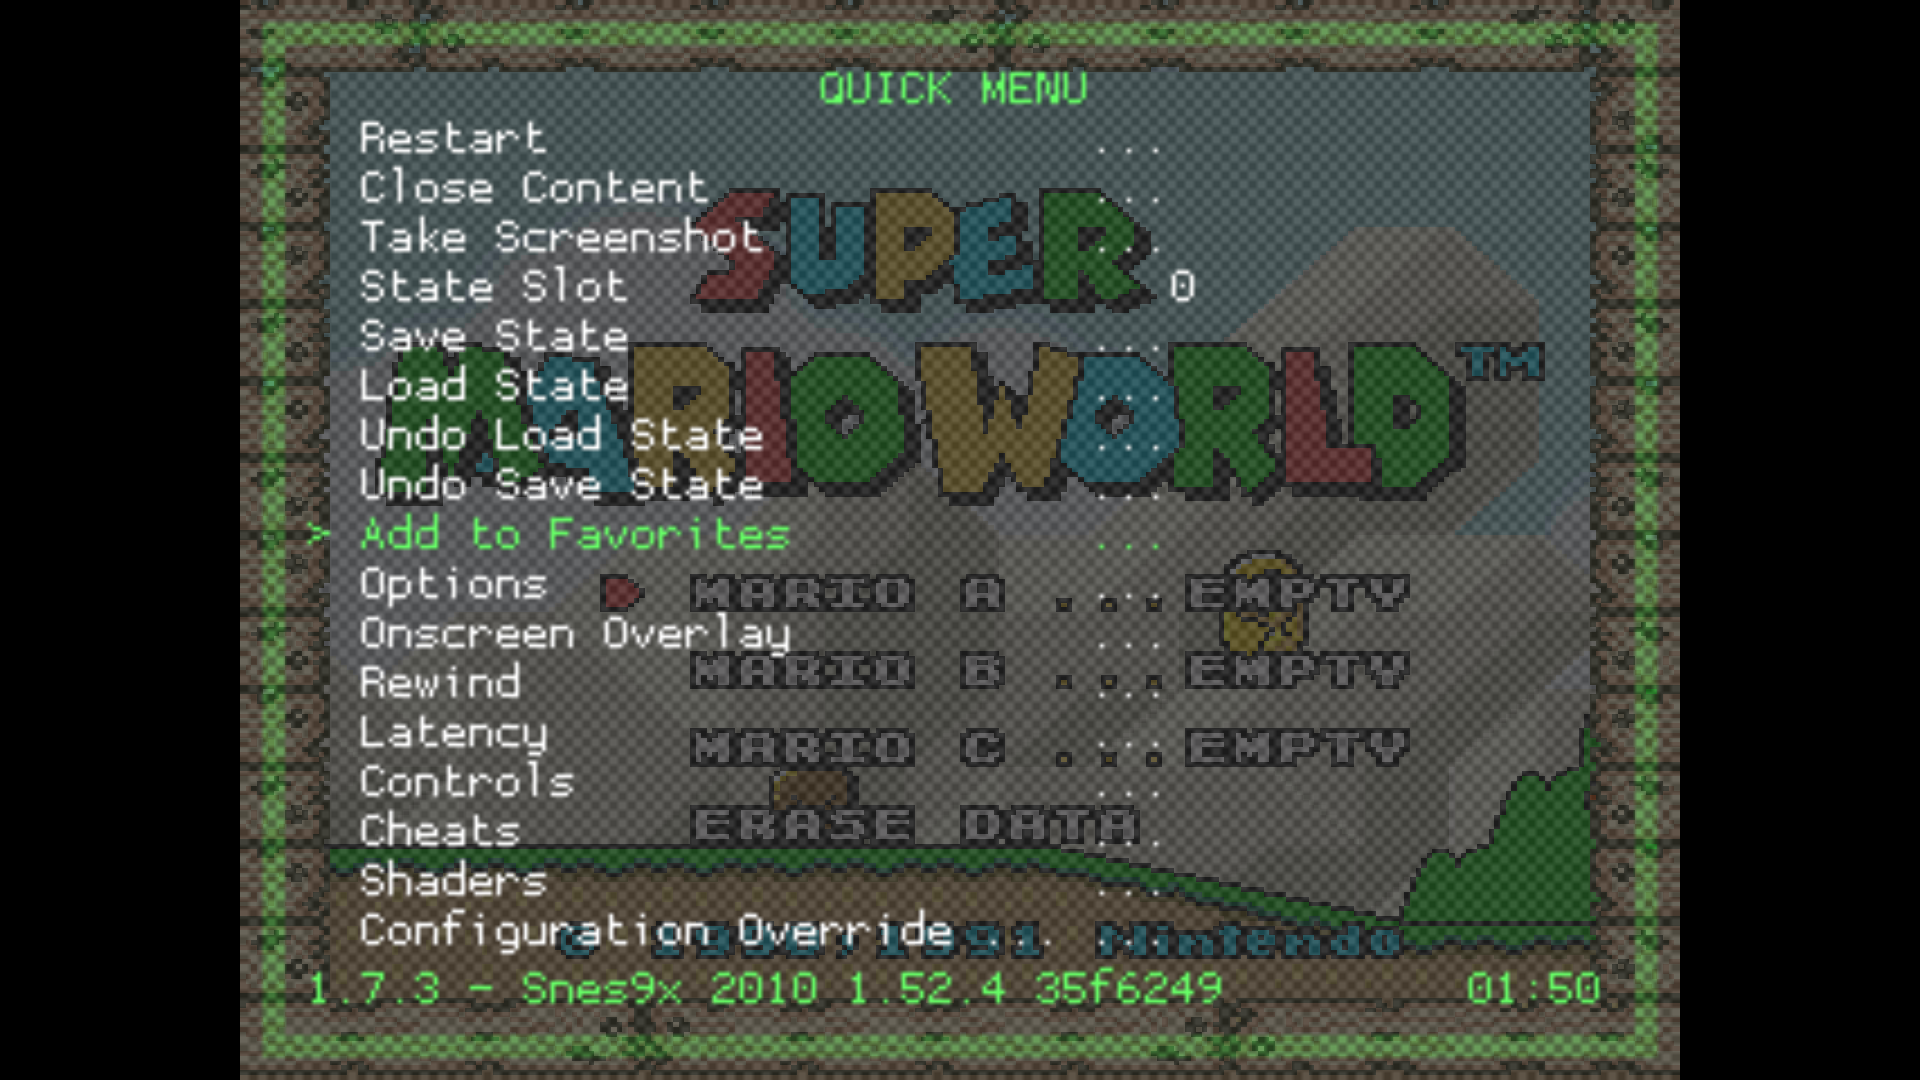 QUICK MENU
Restart ...
Close Content ...
Take Screenshot ...
State Slot 0
Save State ...
Load State ...
Undo Load State ...
Undo Save State ...
> Add to Favorites ...
Options ...
Onscreen Overlay ...
Rewind ...
Latency ...
Controls ...
Cheats ...
Shaders ...
Configuration Override ... ...
1.7.3 - Snes9x 2010 1.52.4 35f6249 01:50
SUPER
MARIO WORLD™
MARIO A ... EMPTY
MARIO B ... EMPTY
MARIO C ... EMPTY
ERASE DATA
Nintendo